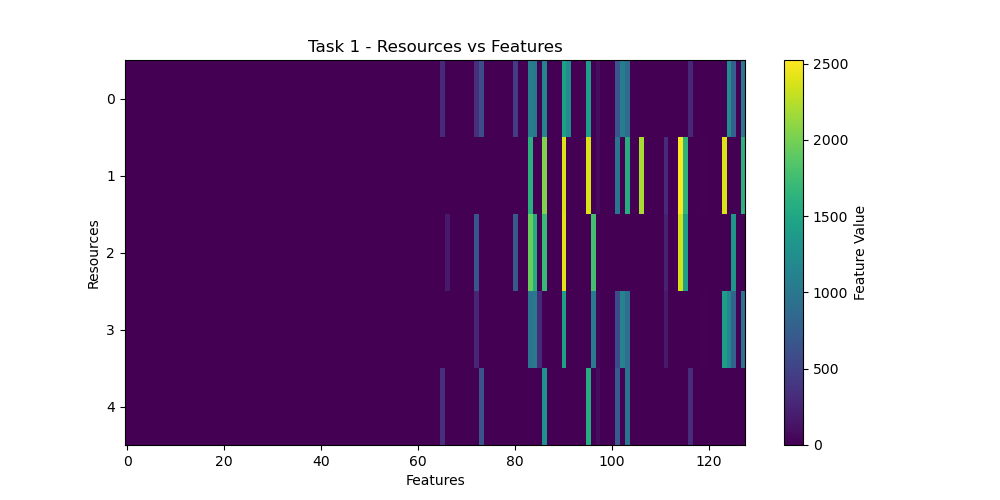 Task 1 - Resources vs Features
Resources
0
1
2
3
4
0 20 40 60 80 100 120
Features
2500
2000
1500
1000
500
0
Feature Value